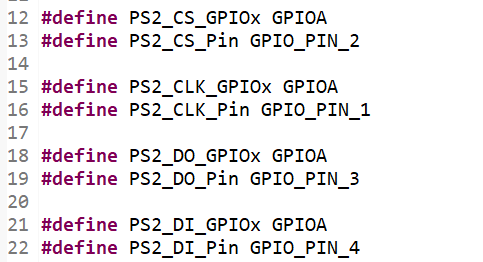 12 #define PS2_CS_GPIOx GPIOA
13 #define PS2_CS_Pin GPIO_PIN_2
14
15 #define PS2_CLK_GPIOx GPIOA
16 #define PS2_CLK_Pin GPIO_PIN_1
17
18 #define PS2_DO_GPIOx GPIOA
19 #define PS2_DO_Pin GPIO_PIN_3
20
21 #define PS2_DI_GPIOx GPIOA
22 #define PS2_DI_Pin GPIO_PIN_4